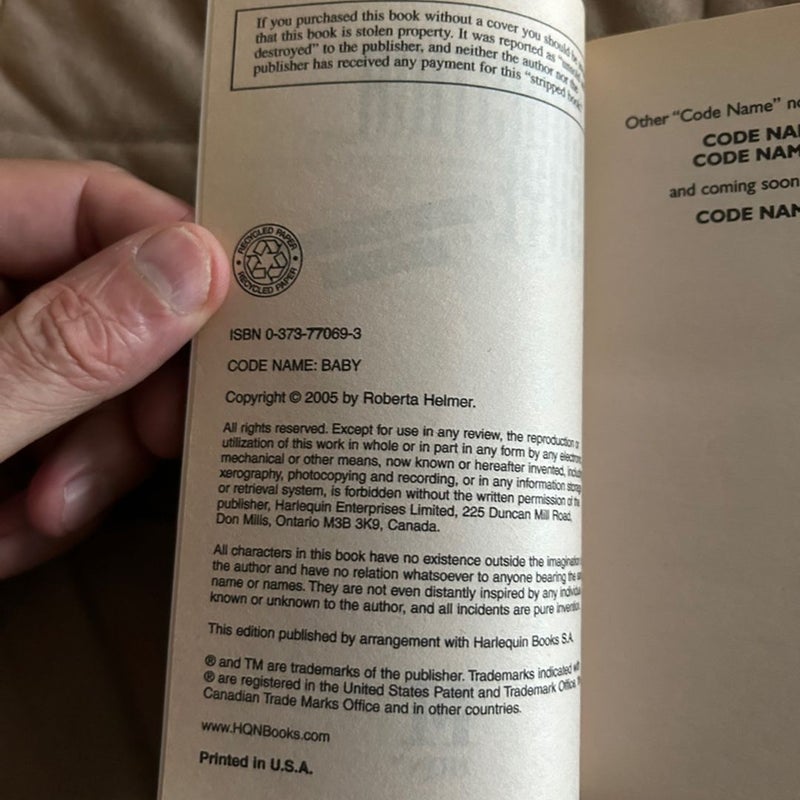 If you purchased this book without a cover you should be
that this book is stolen property. It was reported as
destroyed" to the publisher, and neither the author nor the
publisher has received any payment for this "stripped book
RECYCLED PAPER
RECYCLED PAPER
ISBN 0-373-77069-3
CODE NAME: BABY
Copyright © 2005 by Roberta Helmer.
All rights reserved. Except for use in any review, the reproduction or
utilization of this work in whole or in part in any form by any electronic
mechanical or other means, now known or hereafter invented,
xerography, photocopying and recording, or in any information storage
or retrieval system, is forbidden without the written permission of the
publisher, Harlequin Enterprises Limited, 225 Duncan Mill Road,
Don Mills, Ontario M3B 3K9, Canada.
All characters in this book have no existence outside the imagination
the author and have no relation whatsoever to anyone bearing the
name or names. They are not even distantly inspired by any
known or unknown to the author, and all incidents are pure
This edition published by arrangement with Harlequin Books S.A.
® and TM are trademarks of the publisher. Trademarks indicated with
® are registered in the United States Patent and Trademark Office,
Canadian Trade Marks Office and in other countries.
www.HQNBooks.com
Printed in U.S.A.
Other "Code Name"
CODE
CODE NAM
and coming soon
CODE NAM